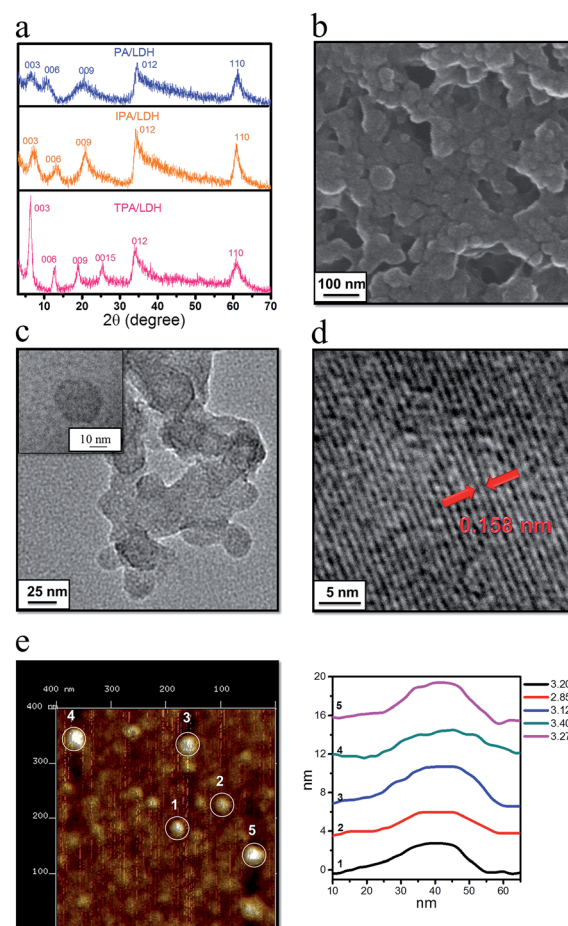 a
PA/LDH
003 006 009 012 110
IPA/LDH
003 006 009 012 110
TPA/LDH
003 006 009 0015 012 110
10 20 30 40 50 60 70
2θ (degree)
b
100 nm
c
10 nm
25 nm
d
0.158 nm
5 nm
e
400 nm 200 100
400 nm
300
200
100
4
3
2
1
5
20
16
12
8
4
0
nm
5
4
3
2
1
10 20 30 40 50 60
nm
3.20
2.85
3.12
3.40
3.27